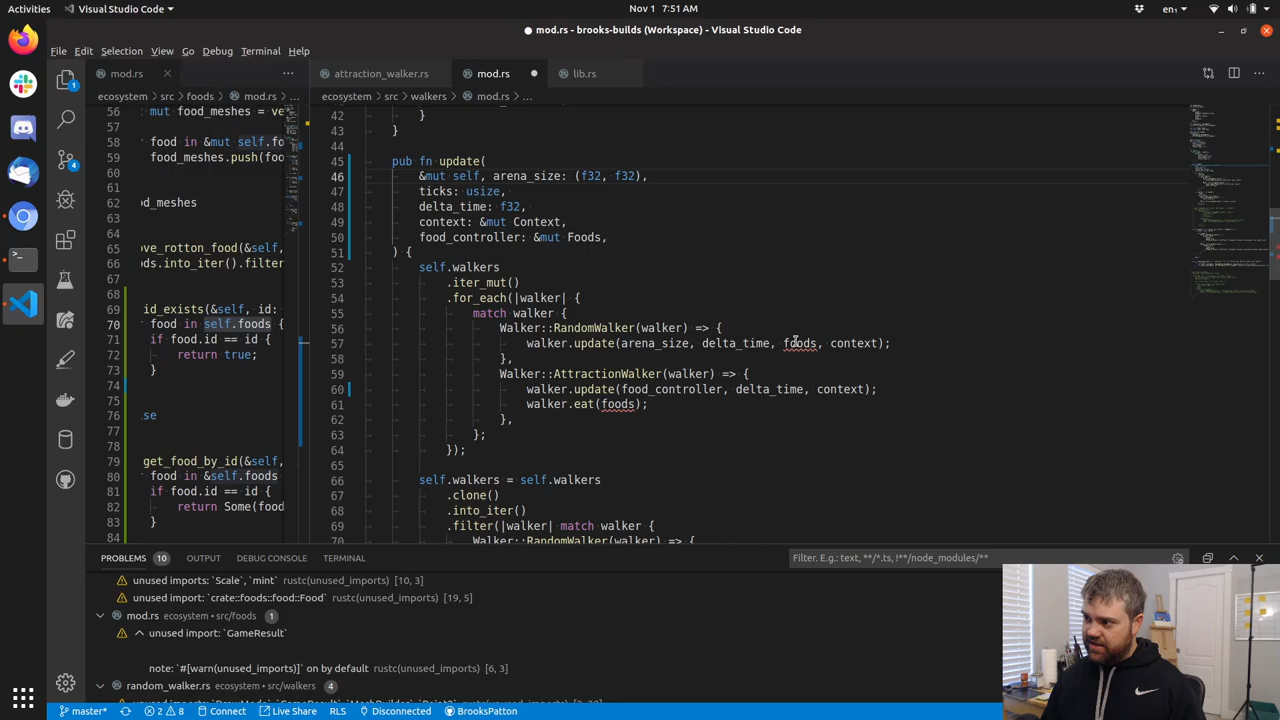 Activities
Visual Studio Code
Nov 1 7:51 AM
en₁
mod.rs - brooks-builds (Workspace) - Visual Studio Code
File Edit Selection View Go Debug Terminal Help
mod.rs
attraction_walker.rs
mod.rs
lib.rs
ecosystem › src › foods › mod.rs › ...
ecosystem › src › walkers › mod.rs › ...
56 mut food_meshes = ve
57
58 food in &mut self.fo
59 food_meshes.push(foo
60
61
62 od_meshes
63
64
65 ove_rotton_food(&self,
66 ods.into_iter().filter
67
68
69 id_exists(&self, id:
70 food in self.foods {
71 if food.id == id {
72 return true;
73 }
74
75
76 se
77
78
79 get_food_by_id(&self,
80 food in &self.foods
81 if food.id == id {
82 return Some(food
83 }
84
42 }
43 }
44
45 pub fn update(
46 &mut self, arena_size: (f32, f32),
47 ticks: usize,
48 delta_time: f32,
49 context: &mut Context,
50 food_controller: &mut Foods,
51 ) {
52 self.walkers
53 .iter_mut()
54 .for_each(|walker| {
55 match walker {
56 Walker::RandomWalker(walker) => {
57 walker.update(arena_size, delta_time, foods, context);
58 },
59 Walker::AttractionWalker(walker) => {
60 walker.update(food_controller, delta_time, context);
61 walker.eat(foods);
62 },
63 };
64 });
65
66 self.walkers = self.walkers
67 .clone()
68 .into_iter()
69 .filter(|walker| match walker {
70 Walker::RandomWalker(walker) => {
PROBLEMS 10 OUTPUT DEBUG CONSOLE TERMINAL
Filter. E.g.: text, **/*.ts, !**/node_modules/**
unused imports: `Scale`, `mint` rustc(unused_imports) [10, 3]
unused import: `crate::foods::food::Food` rustc(unused_imports) [19, 5]
mod.rs ecosystem • src/foods 1
unused import: `GameResult`
note: `#[warn(unused_imports)]` on by default rustc(unused_imports) [6, 3]
random_walker.rs ecosystem • src/walkers 4
master* 2 8 Connect Live Share RLS Disconnected BrooksPatton